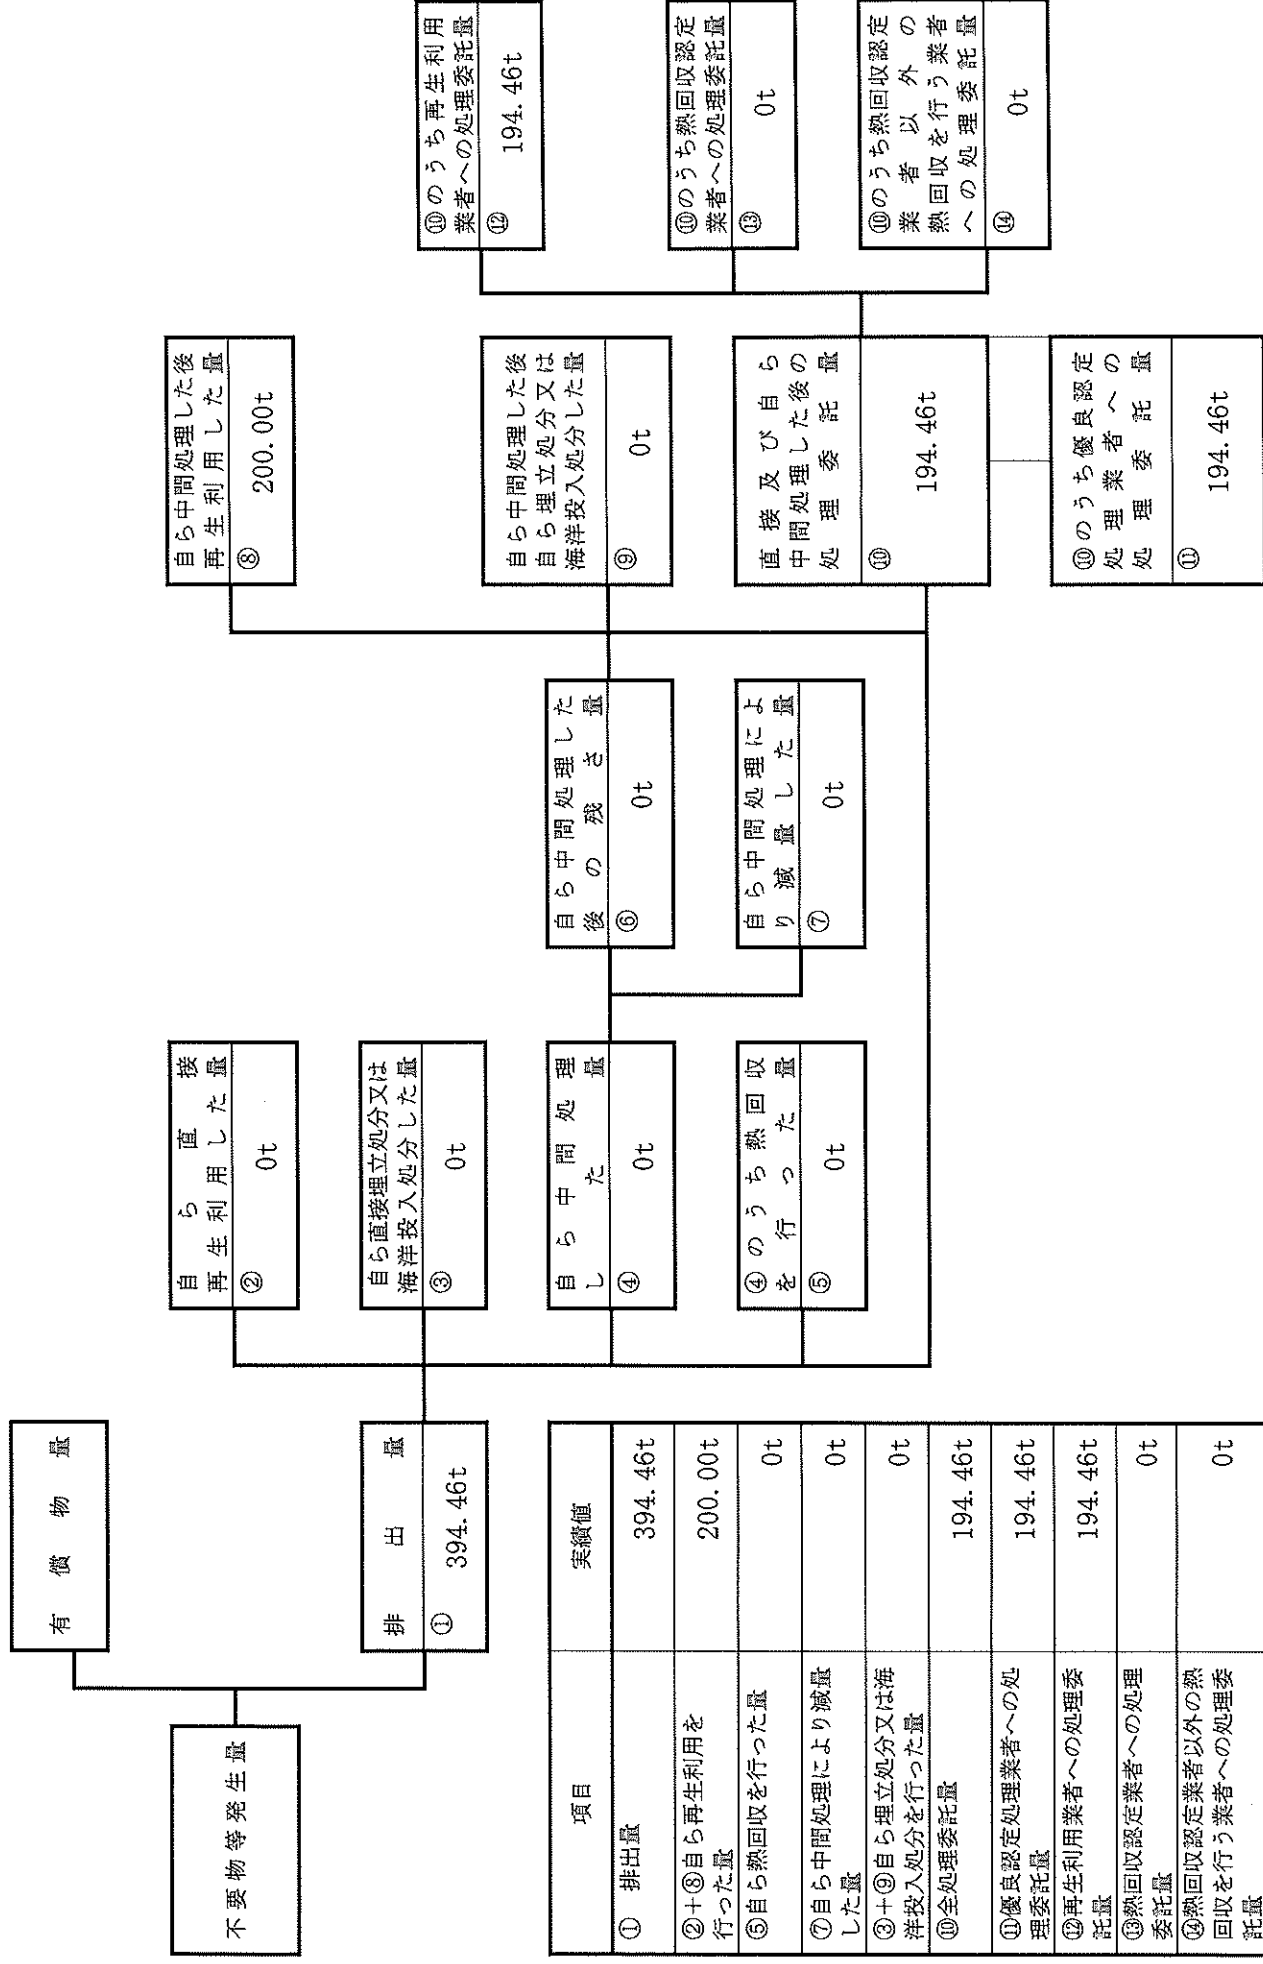 有償物量
不要物等発生量
排出量
① 394.46t
自ら直接
再生利用した量
② 0t
自ら直接埋立処分又は
海洋投入処分した量
③ 0t
自ら中間処理
した量
④ 0t
④のうち熱回収
を行った量
⑤ 0t
自ら中間処理した
後の残さ量
⑥ 0t
自ら中間処理によ
り減量した量
⑦ 0t
自ら中間処理した後
再生利用した量
⑧ 200.00t
自ら中間処理した後
自ら埋立処分又は
海洋投入処分した量
⑨ 0t
直接及び自ら
中間処理した後の
処理委託量
⑩ 194.46t
⑩のうち優良認定
処理業者への
処理委託量
⑪ 194.46t
⑩のうち再生利用
業者への処理委託量
⑫ 194.46t
⑩のうち熱回収認定
業者への処理委託量
⑬ 0t
⑩のうち熱回収認定
業者以外の
熱回収を行う業者
への処理委託量
⑭ 0t
項目 実績値
① 排出量 394.46t
②+⑧自ら再生利用を
行った量 200.00t
⑤自ら熱回収を行った量 0t
⑦自ら中間処理により減量
した量 0t
③+⑨自ら埋立処分又は海
洋投入処分を行った量 0t
⑩全処理委託量 194.46t
⑪優良認定処理業者への処
理委託量 194.46t
⑫再生利用業者への処理委
託量 194.46t
⑬熱回収認定業者への処理
委託量 0t
⑭熱回収認定業者以外の熱
回収を行う業者への処理委
託量 0t